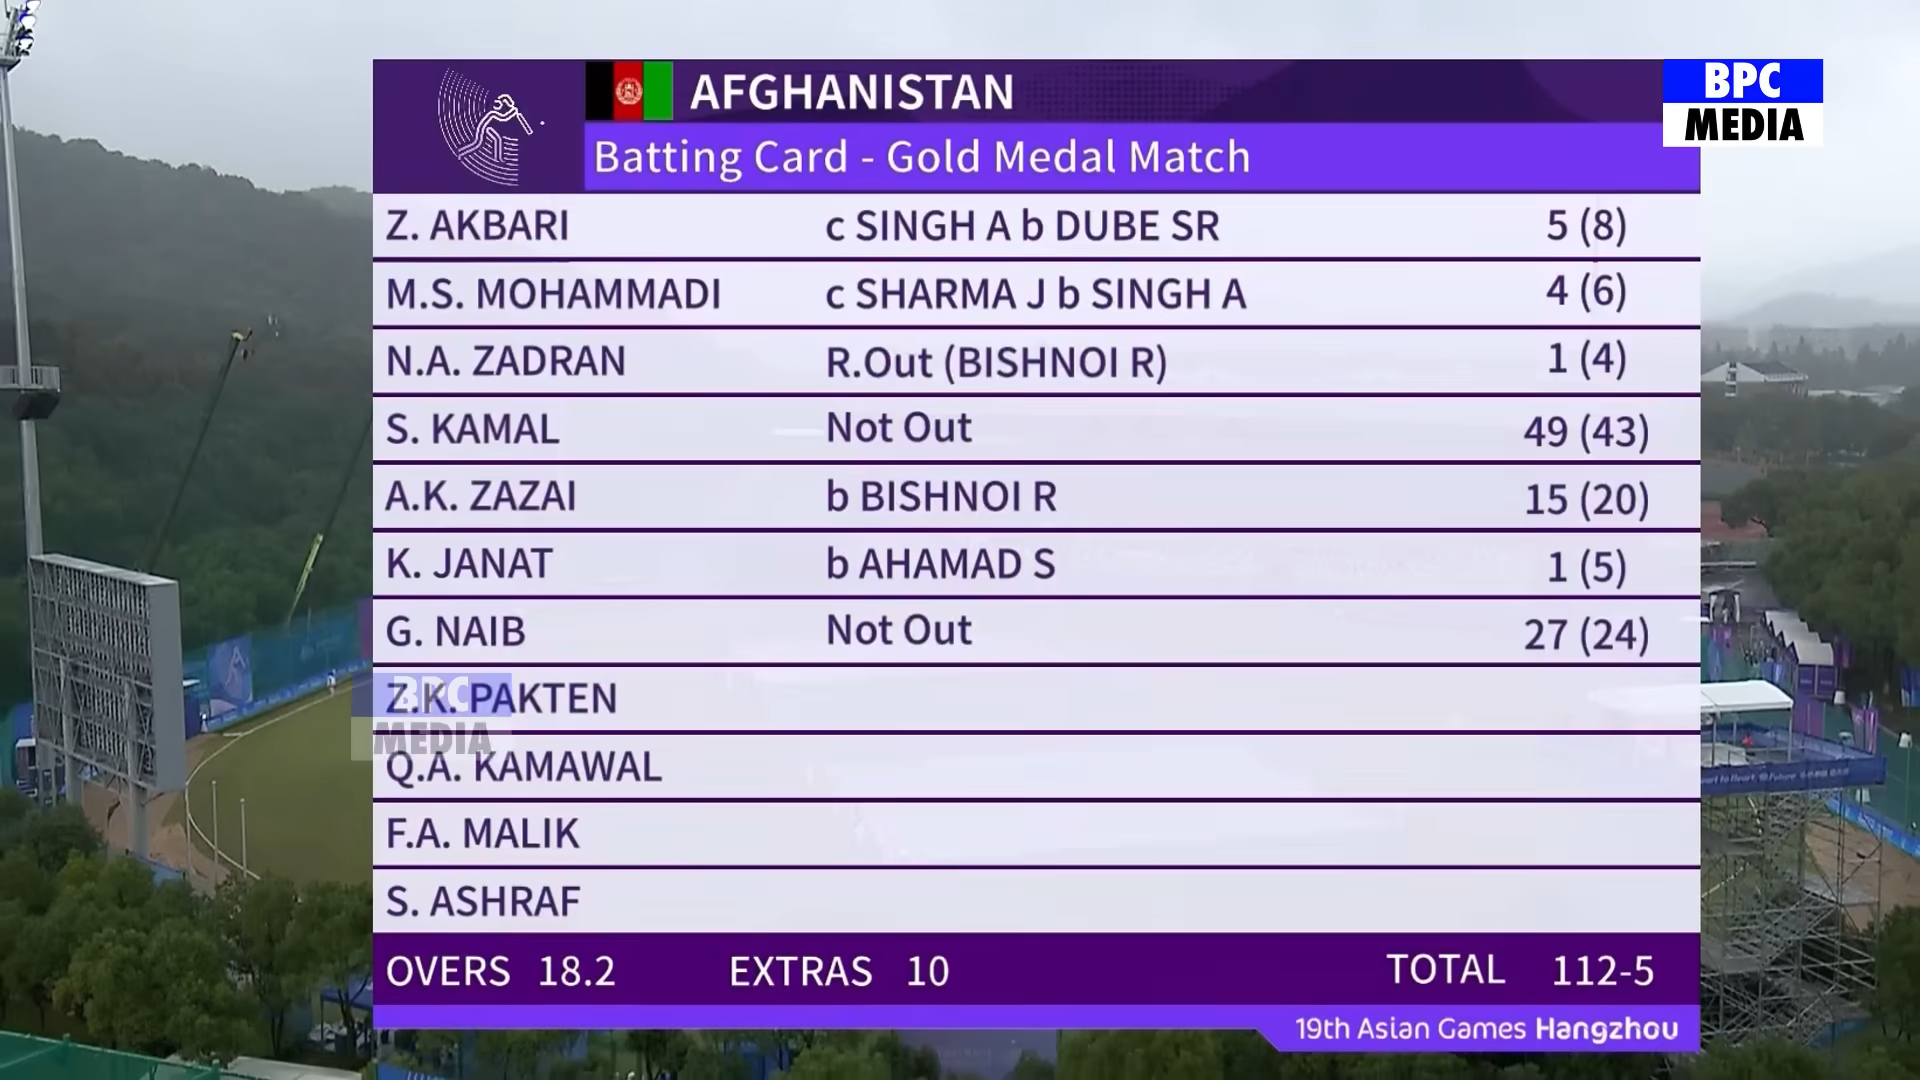 BPC
MEDIA
AFGHANISTAN
Batting Card - Gold Medal Match
Z. AKBARI c SINGH A b DUBE SR 5 (8)
M.S. MOHAMMADI c SHARMA J b SINGH A 4 (6)
N.A. ZADRAN R.Out (BISHNOI R) 1 (4)
S. KAMAL Not Out 49 (43)
A.K. ZAZAI b BISHNOI R 15 (20)
K. JANAT b AHAMAD S 1 (5)
G. NAIB Not Out 27 (24)
Z.K. PAKTEN
BPC
MEDIA
Q.A. KAMAWAL
F.A. MALIK
S. ASHRAF
OVERS 18.2 EXTRAS 10 TOTAL 112-5
19th Asian Games Hangzhou